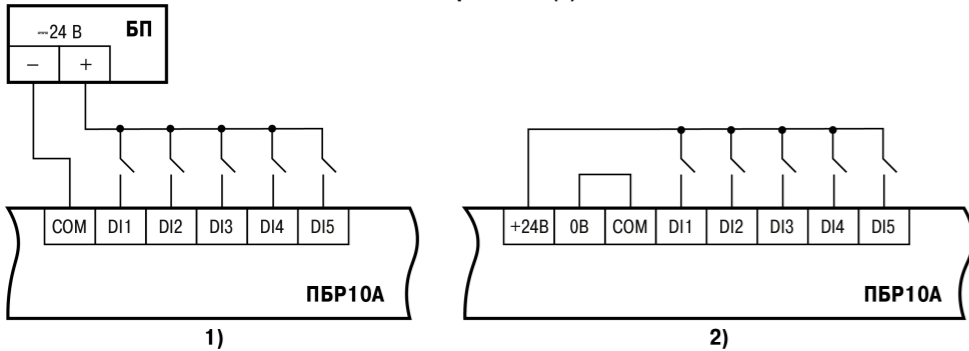 ⎓24 В БП
– +
COM DI1 DI2 DI3 DI4 DI5
ПБР10А
1)
+24В 0В COM DI1 DI2 DI3 DI4 DI5
ПБР10А
2)